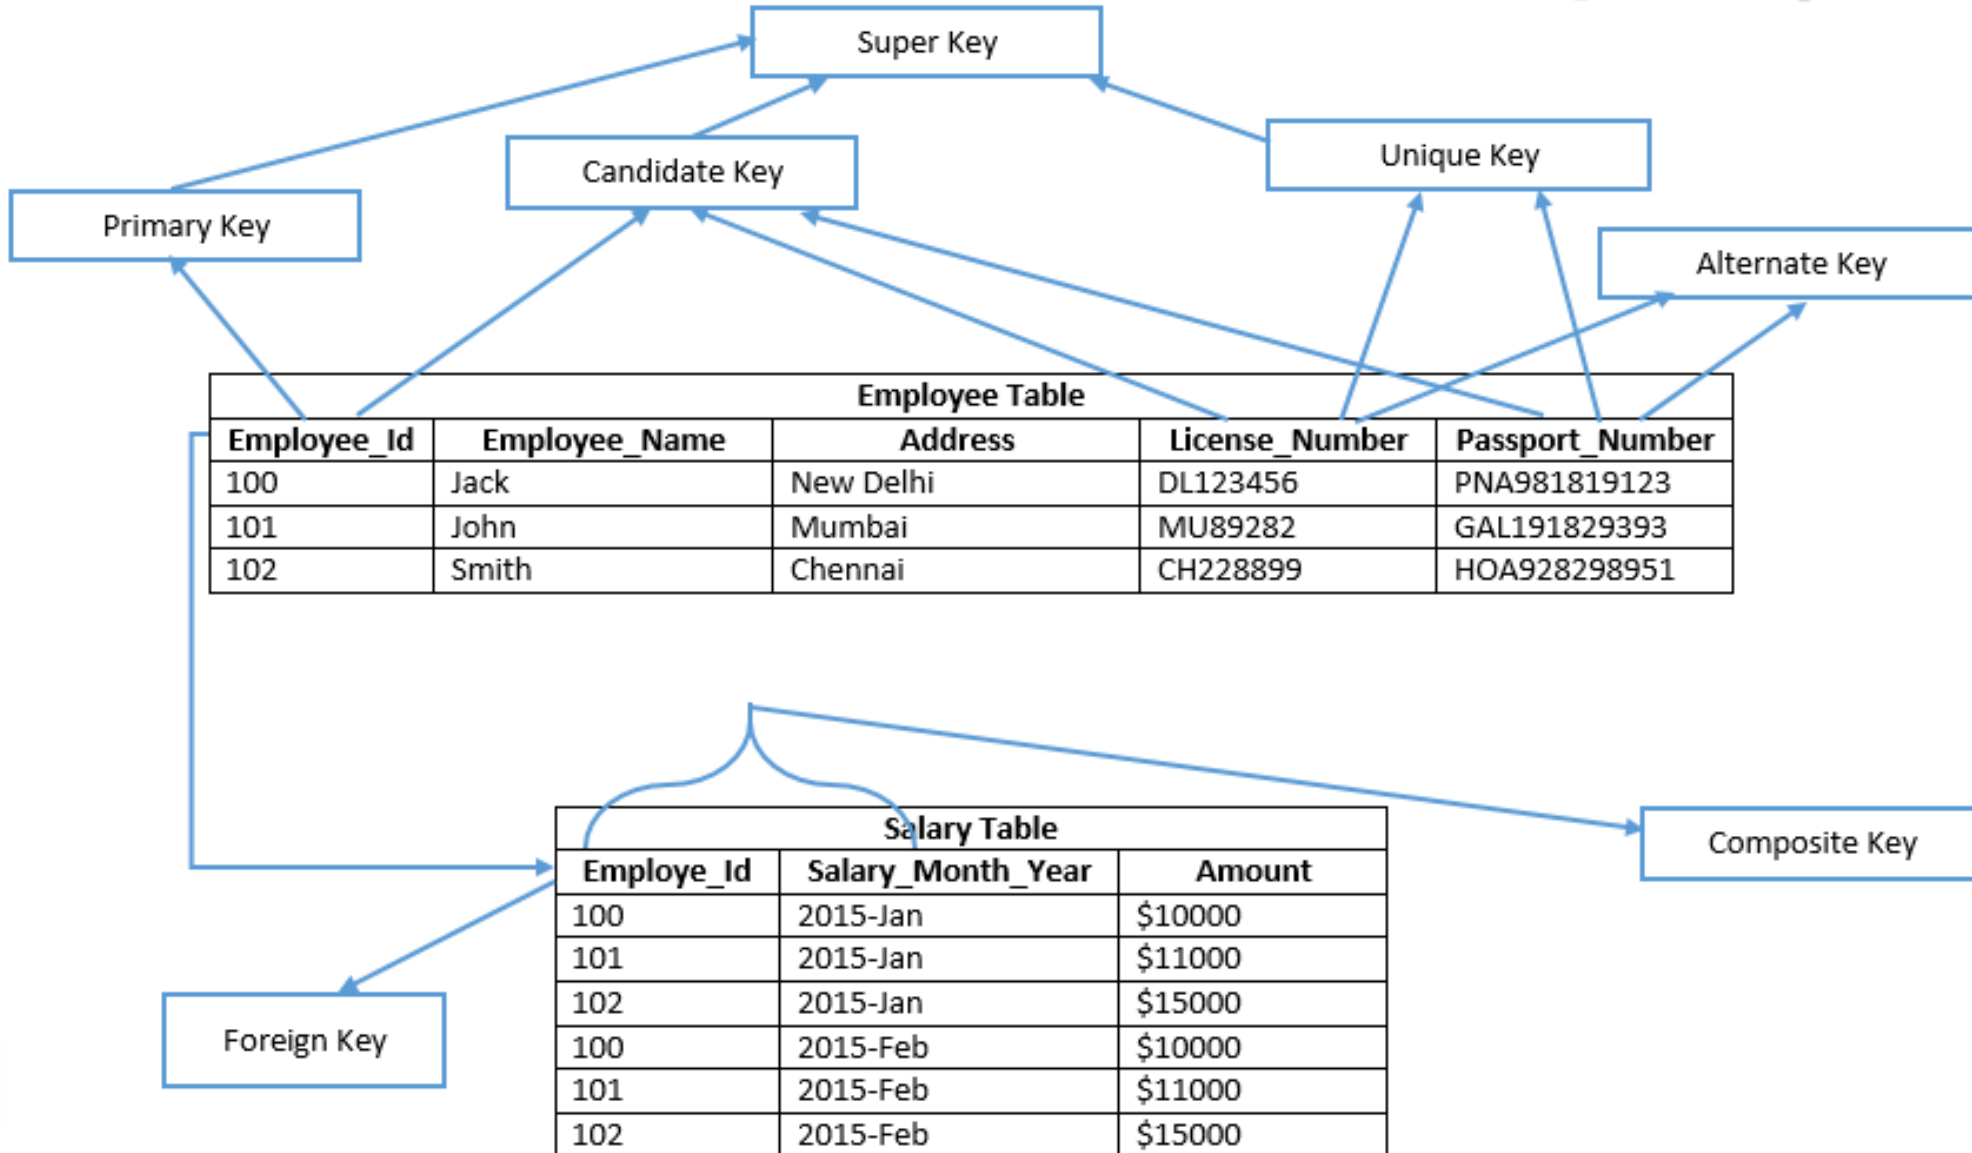 Super Key
Unique Key
Candidate Key
Primary Key
Alternate Key
Employee Table
Employee_Id Employee_Name Address License_Number Passport_Number
100 Jack New Delhi DL123456 PNA981819123
101 John Mumbai MU89282 GAL191829393
102 Smith Chennai CH228899 HOA928298951
Salary Table
Composite Key
Employe_Id Salary_Month_Year Amount
100 2015-Jan $10000
101 2015-Jan $11000
102 2015-Jan $15000
Foreign Key
100 2015-Feb $10000
101 2015-Feb $11000
102 2015-Feb $15000